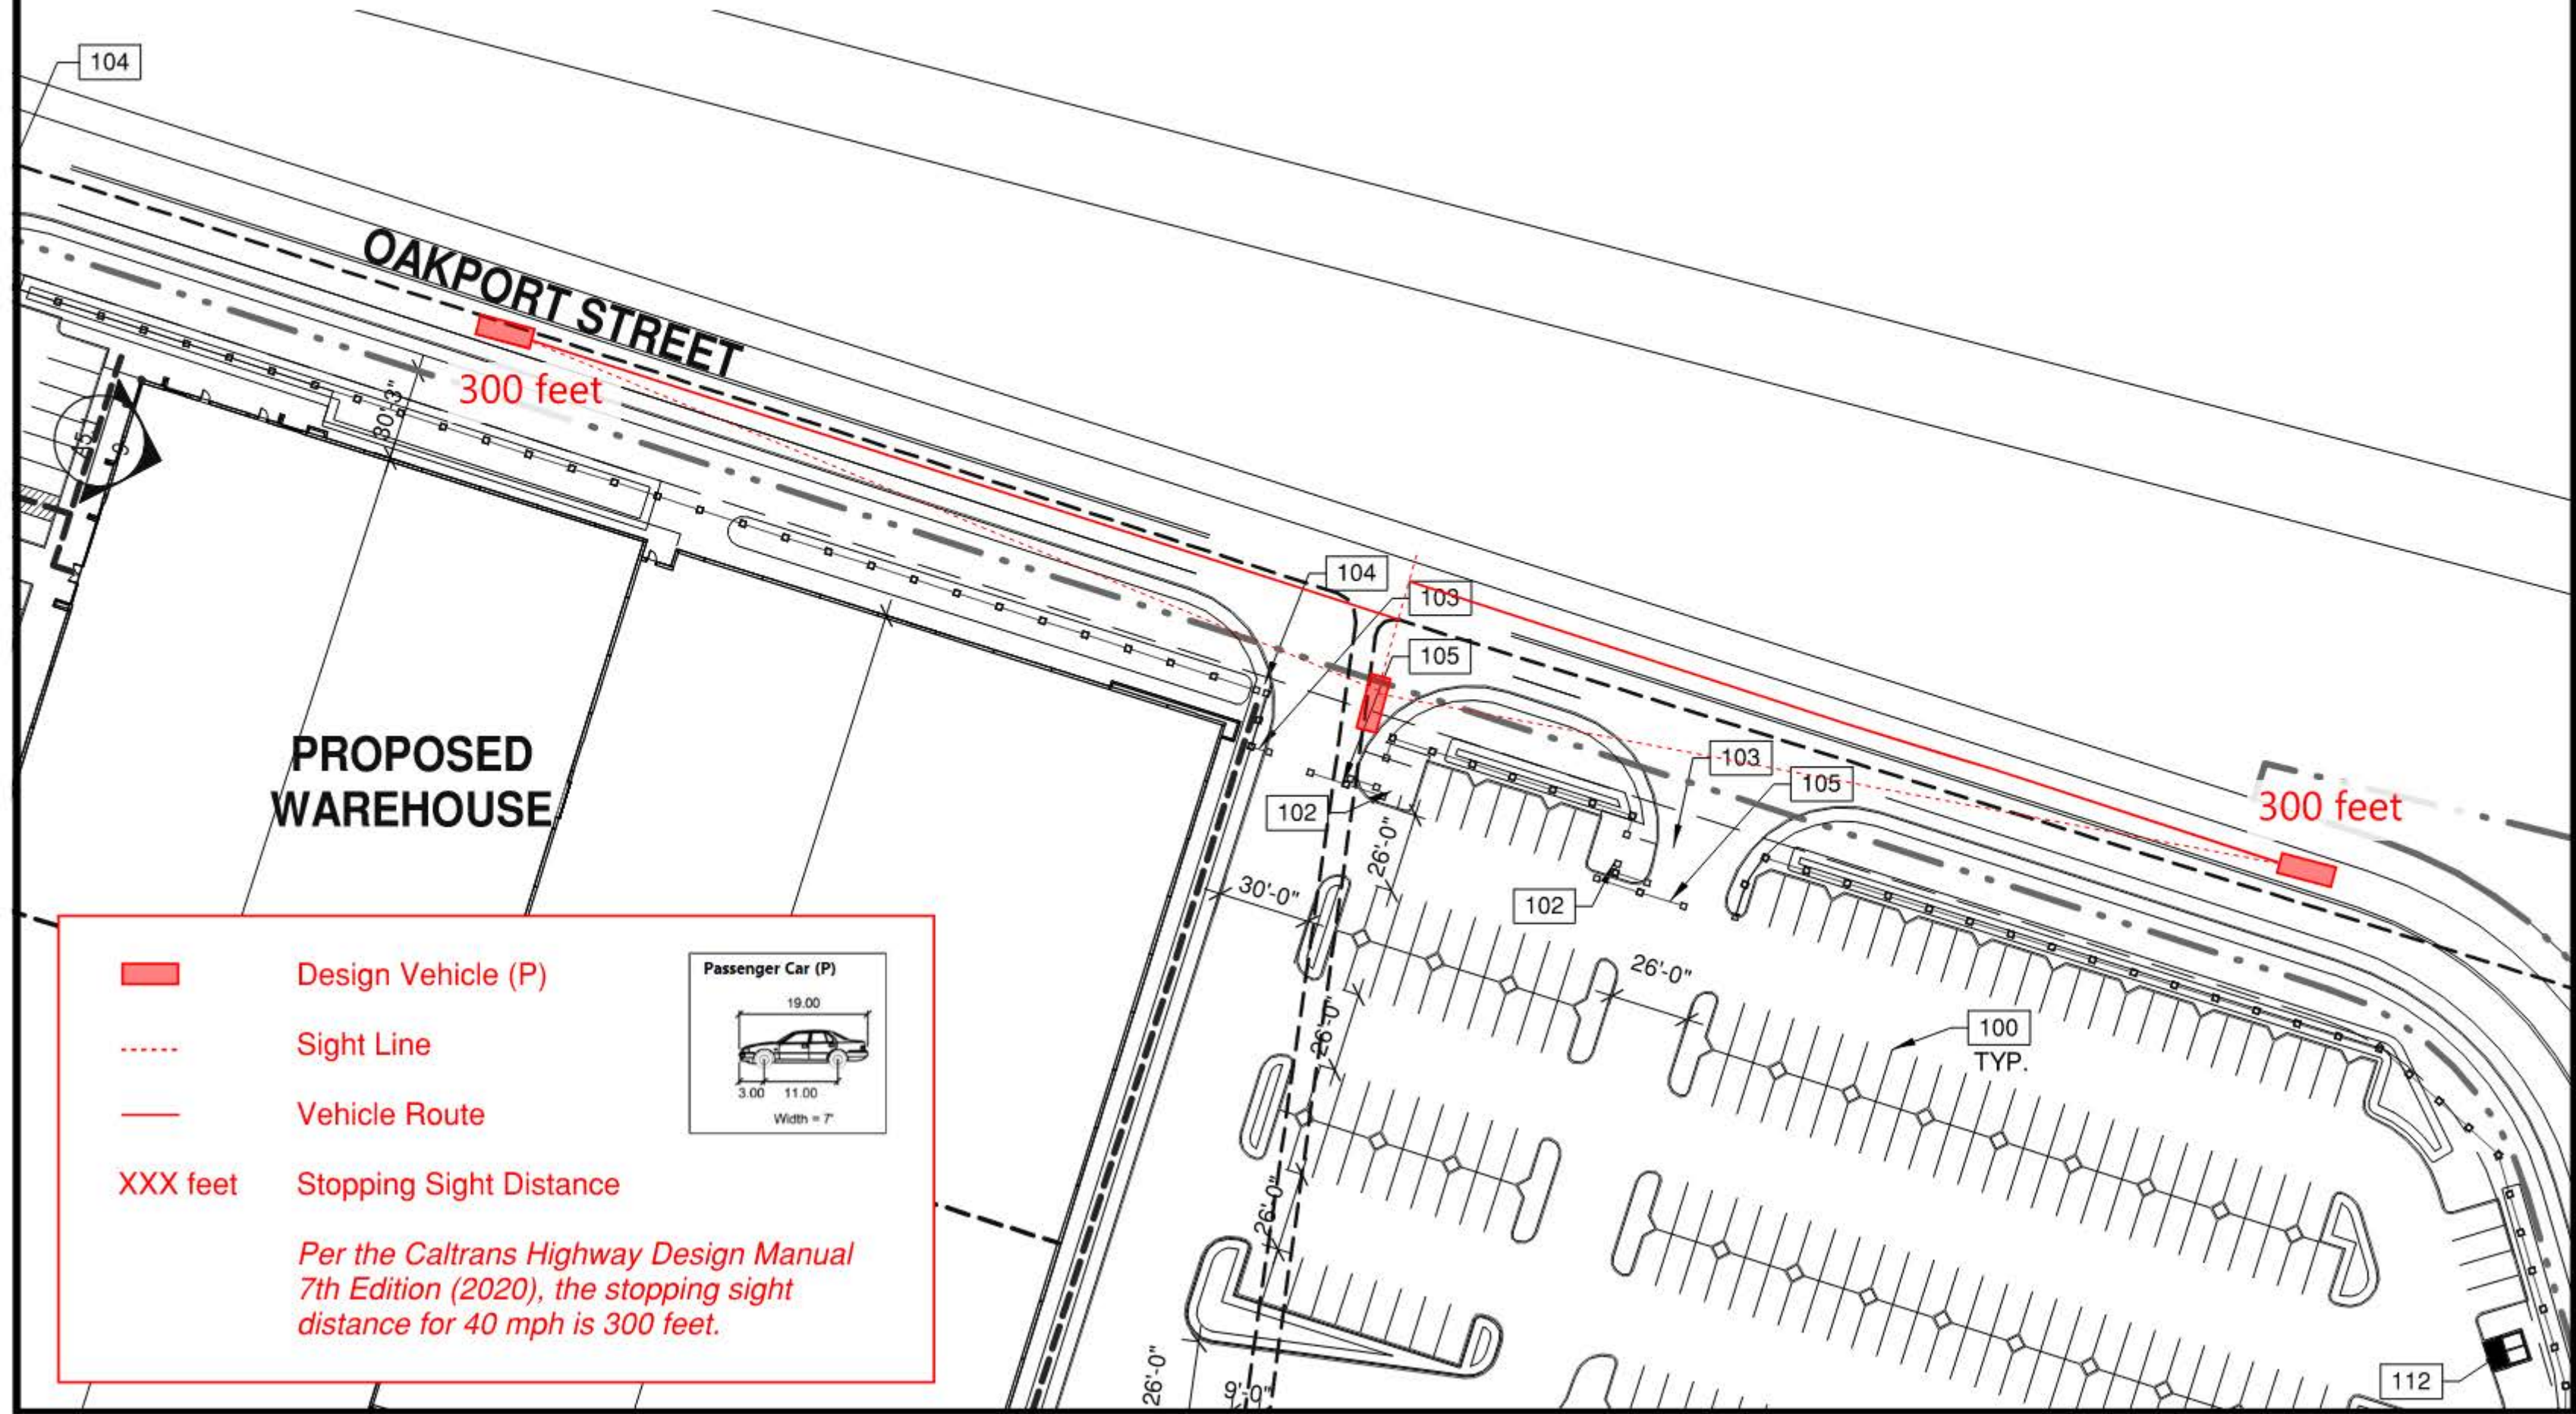 104
OAKPORT STREET
300 feet
30'-3"
104
103
105
103
105
300 feet
PROPOSED
WAREHOUSE
102
26'-0"
30'-0"
102
26'-0"
26'-0"
100
TYP.
26'-0"
26'-0"
9'-0"
112
Design Vehicle (P)
Sight Line
Vehicle Route
XXX feet Stopping Sight Distance
Per the Caltrans Highway Design Manual
7th Edition (2020), the stopping sight
distance for 40 mph is 300 feet.
Passenger Car (P)
19.00
3.00 11.00
Width = 7'